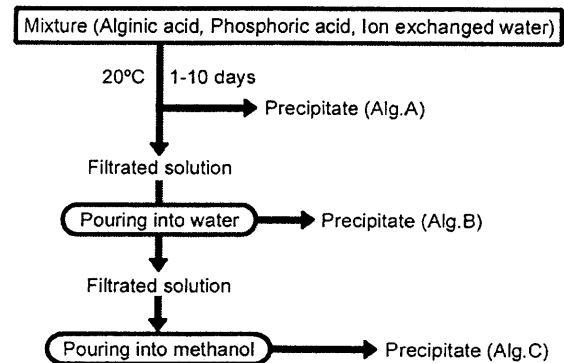 Mixture (Alginic acid, Phosphoric acid, Ion exchanged water)
20ºC 1-10 days
Precipitate (Alg.A)
Filtrated solution
Pouring into water
Precipitate (Alg.B)
Filtrated solution
Pouring into methanol
Precipitate (Alg.C)